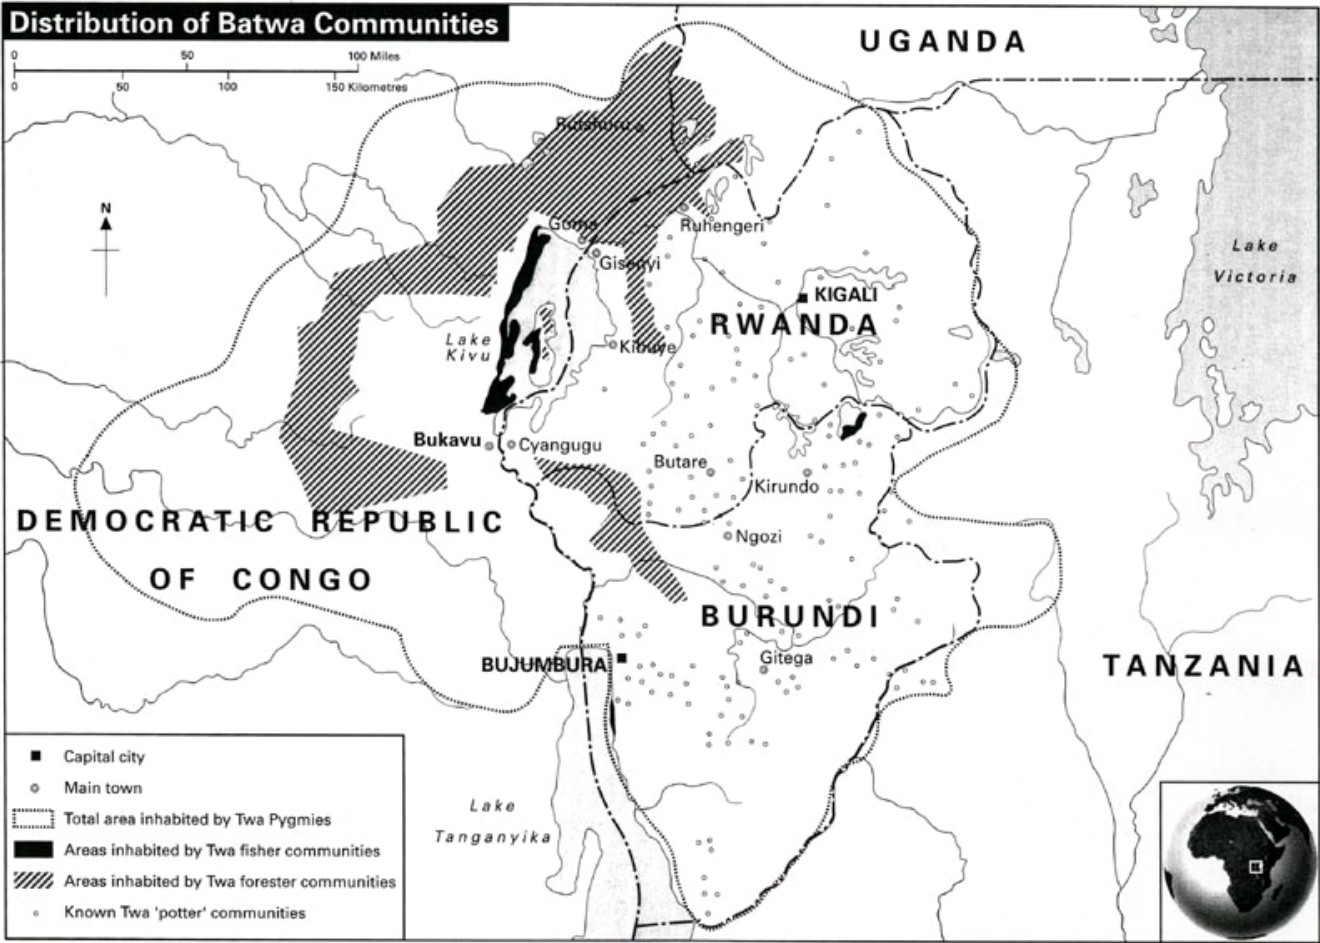 Distribution of Batwa Communities
0 50 100 Miles
0 50 100 150 Kilometres
N
UGANDA
Rutshuru
Goma
Ruhengeri
Gisenyi
Lake
Victoria
KIGALI
RWANDA
Lake
Kivu
Kibuye
Bukavu
Cyangugu
Butare
Kirundo
DEMOCRATIC REPUBLIC
OF CONGO
Ngozi
BURUNDI
Gitega
BUJUMBURA
TANZANIA
Lake
Tanganyika
Capital city
Main town
Total area inhabited by Twa Pygmies
Areas inhabited by Twa fisher communities
Areas inhabited by Twa forester communities
Known Twa 'potter' communities